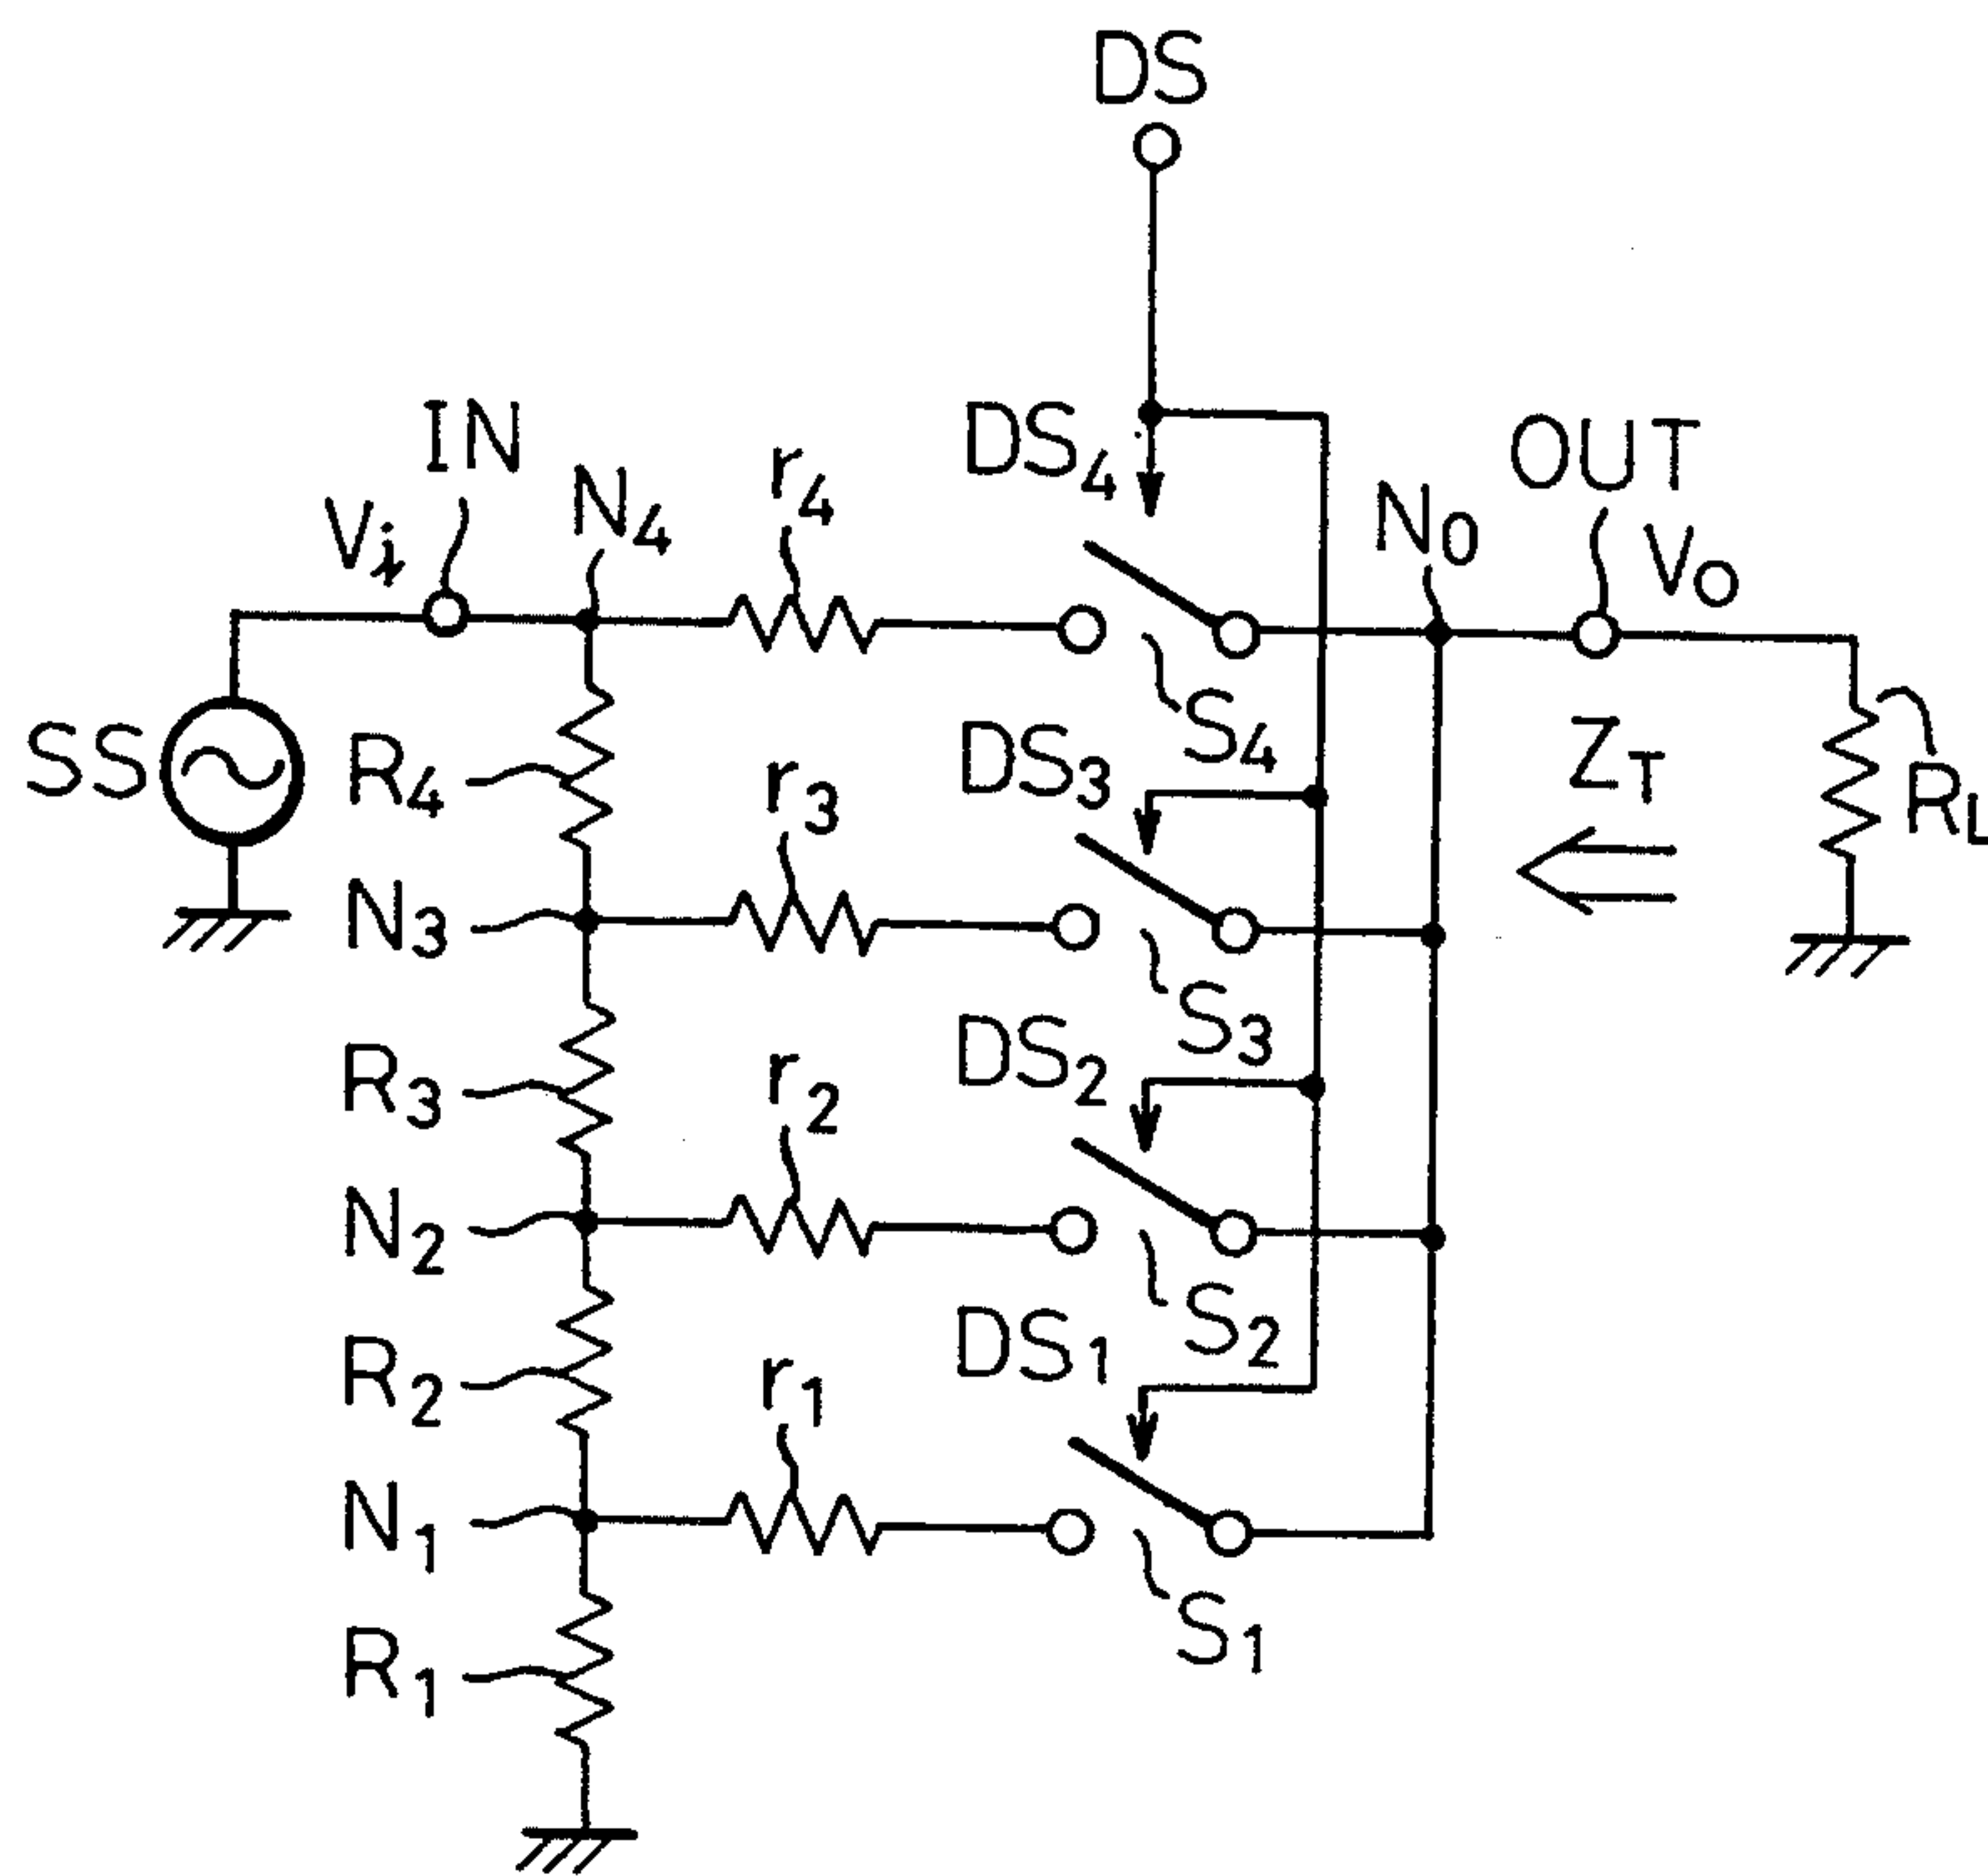 DS
IN
Vi
N4
r4
DS4
N0
OUT
VO
SS
R4
r3
DS3
S4
ZT
RL
N3
S3
R3
r2
DS2
N2
S2
R2
r1
DS1
N1
S1
R1